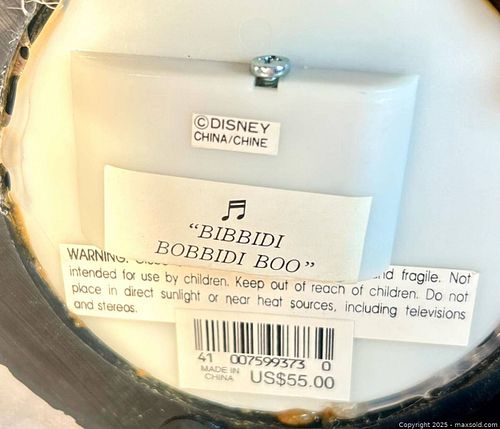 ©DISNEY
CHINA/CHINE
"BIBBIDI
BOBBIDI BOO"
WARNING. and fragile. Not
intended for use by children. Keep out of reach of children. Do not
place in direct sunlight or near heat sources, including televisions
and stereos.
41 007599373 0
MADE IN
CHINA US$55.00
Copyright 2025 - maxsold.com